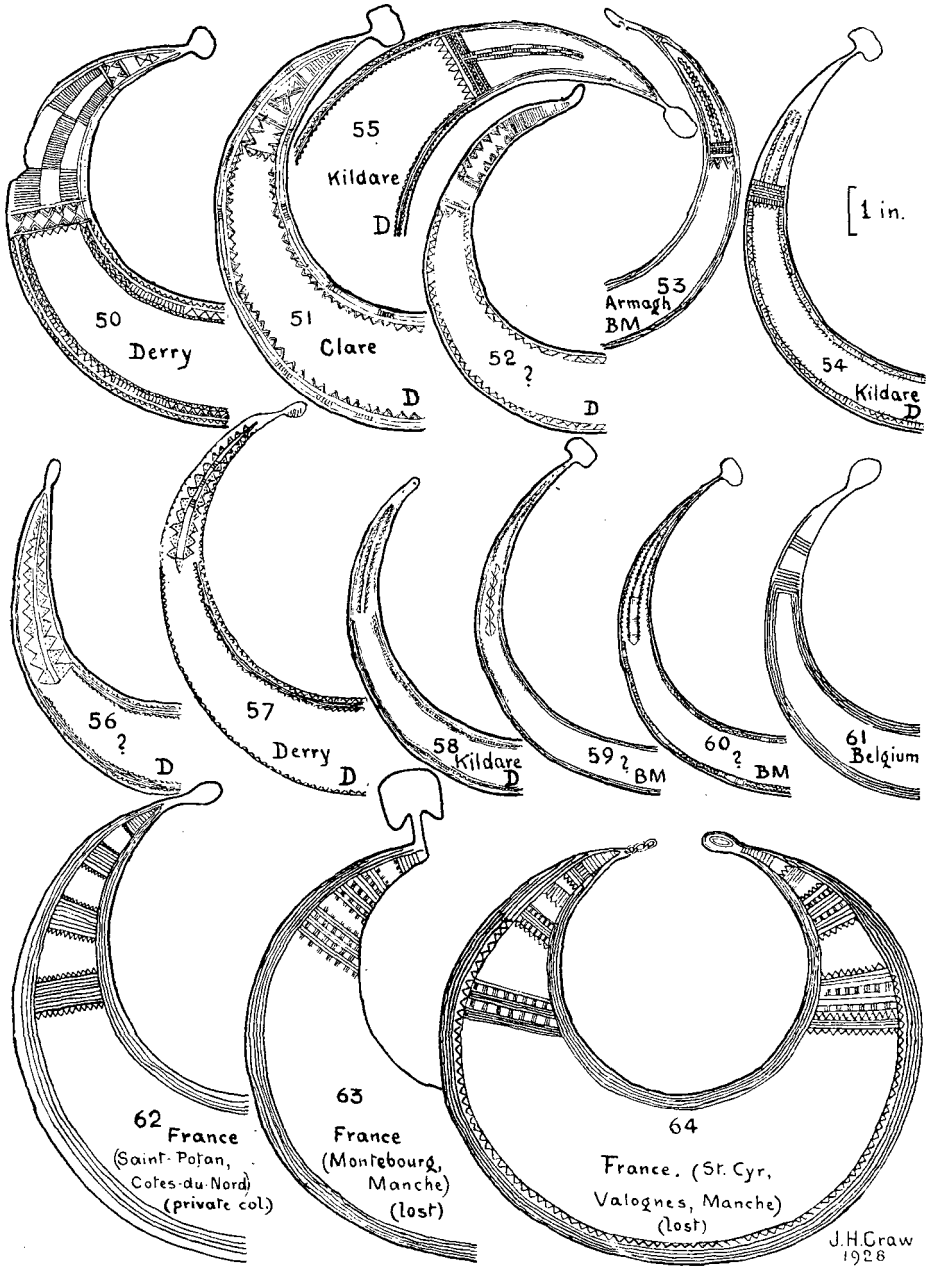 50
Derry
51
Clare
D
55
Kildare
D
52
?
D
53
Armagh
BM
54
Kildare
D
1 in.
56
?
D
57
Derry
D
58
Kildare
D
59 ?
BM
60 ?
BM
61
Belgium
62 France
(Saint-Potan,
Cotes-du-Nord)
(private col.)
63
France
(Montebourg,
Manche)
(lost)
64
France. (St. Cyr,
Valognes, Manche)
(lost)
J.H.Craw
1928